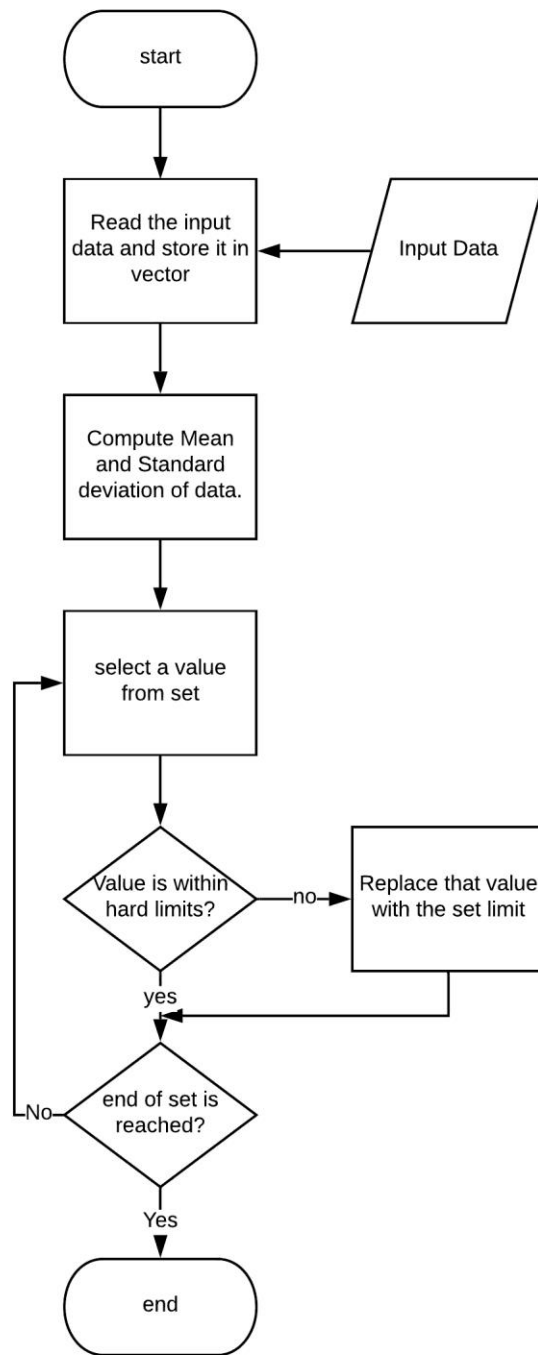 start
Read the input
data and store it in
vector
Input Data
Compute Mean
and Standard
deviation of data.
select a value
from set
Value is within
hard limits?
no
Replace that value
with the set limit
yes
end of set is
reached?
No
Yes
end